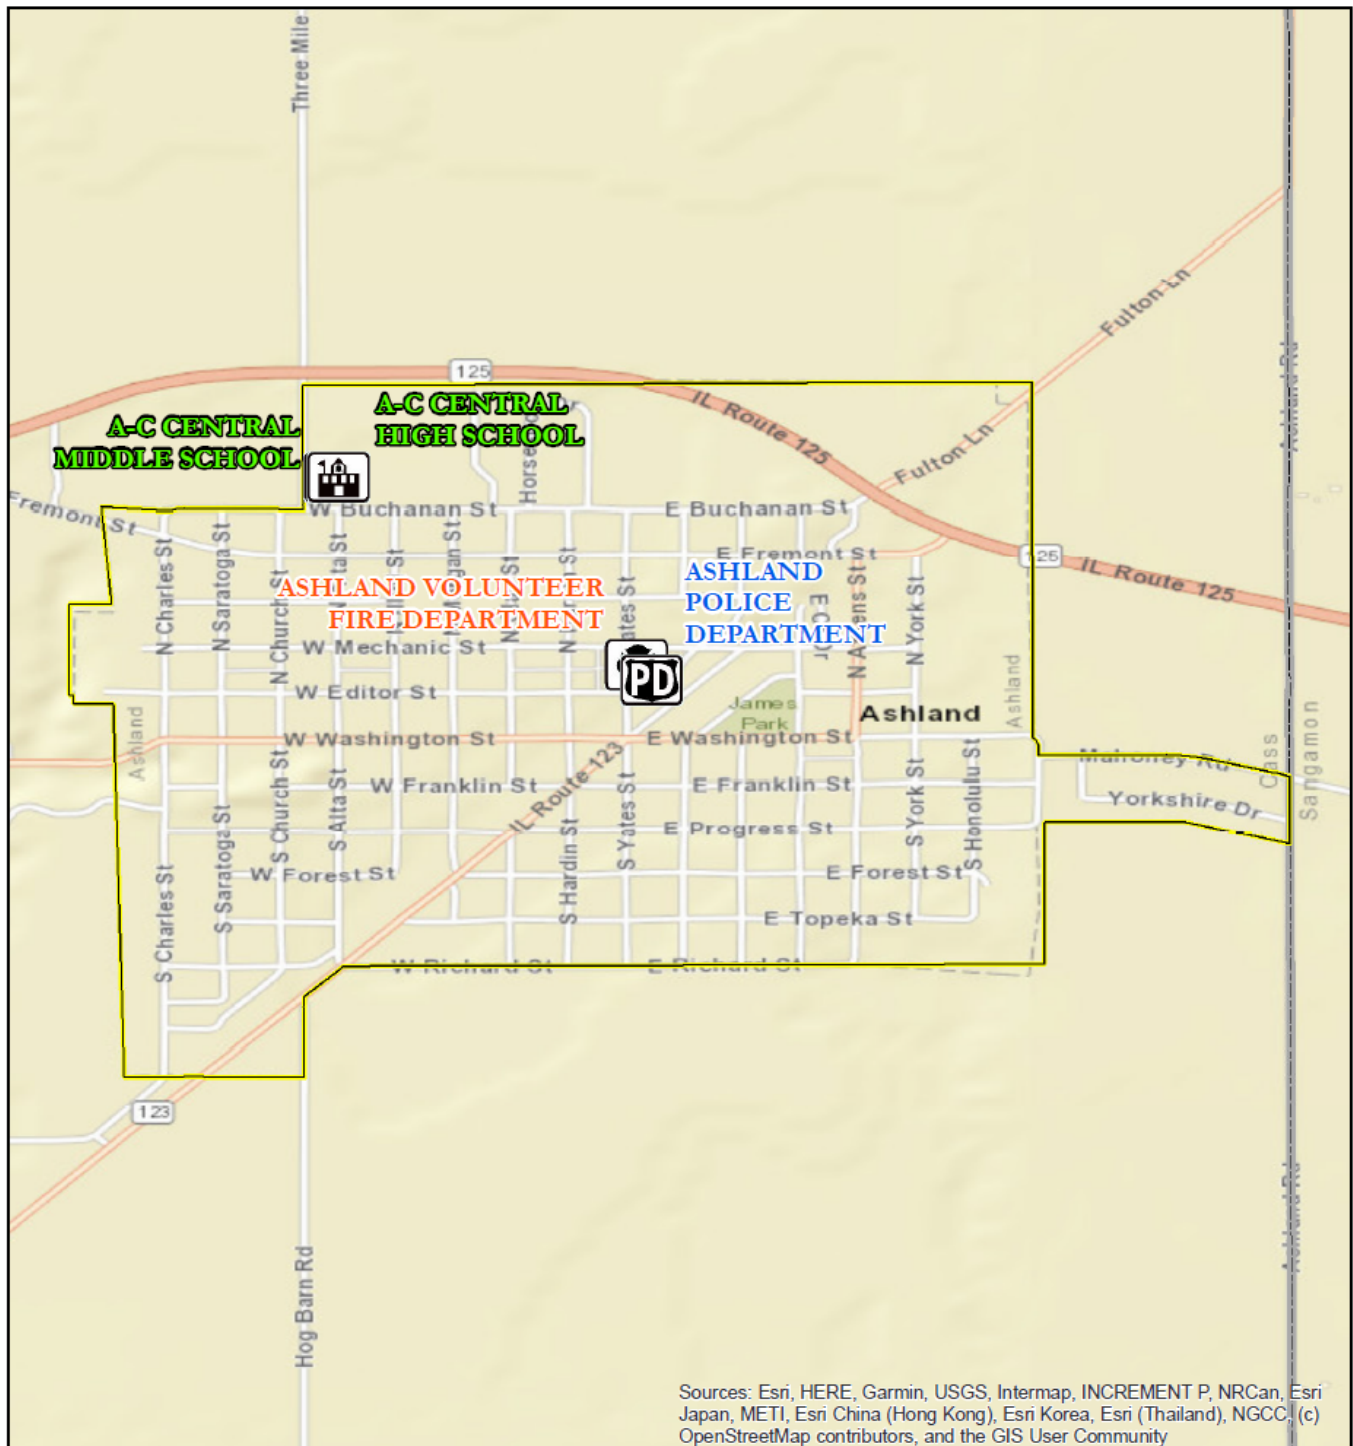 Three Mile
Fulton Ln
Ashland Rd
125
A-C CENTRAL
HIGH SCHOOL
A-C CENTRAL
MIDDLE SCHOOL
IL Route 125
Fulton Ln
W Buchanan St
E Buchanan St
Fremont St
E Fremont St
125
IL Route 125
N Charles St
N Saratoga St
N Church St
ASHLAND VOLUNTEER
FIRE DEPARTMENT
ASHLAND
POLICE
DEPARTMENT
N York St
W Mechanic St
PD
W Editor St
James
Park
Ashland
Ashland
Ashland
W Washington St
E Washington St
IL Route 123
Mahoney Rd
Cass
Sangamon
W Franklin St
E Franklin St
Yorkshire Dr
E Progress St
S Charles St
S Saratoga St
S Church St
S Alta St
S Hardin St
S Yates St
S York St
S Honolulu St
W Forest St
E Forest St
E Topeka St
W Richard St
E Richard St
123
Hog Barn Rd
Ashland Rd
Sources: Esri, HERE, Garmin, USGS, Intermap, INCREMENT P, NRCan, Esri
Japan, METI, Esri China (Hong Kong), Esri Korea, Esri (Thailand), NGCC, (c)
OpenStreetMap contributors, and the GIS User Community